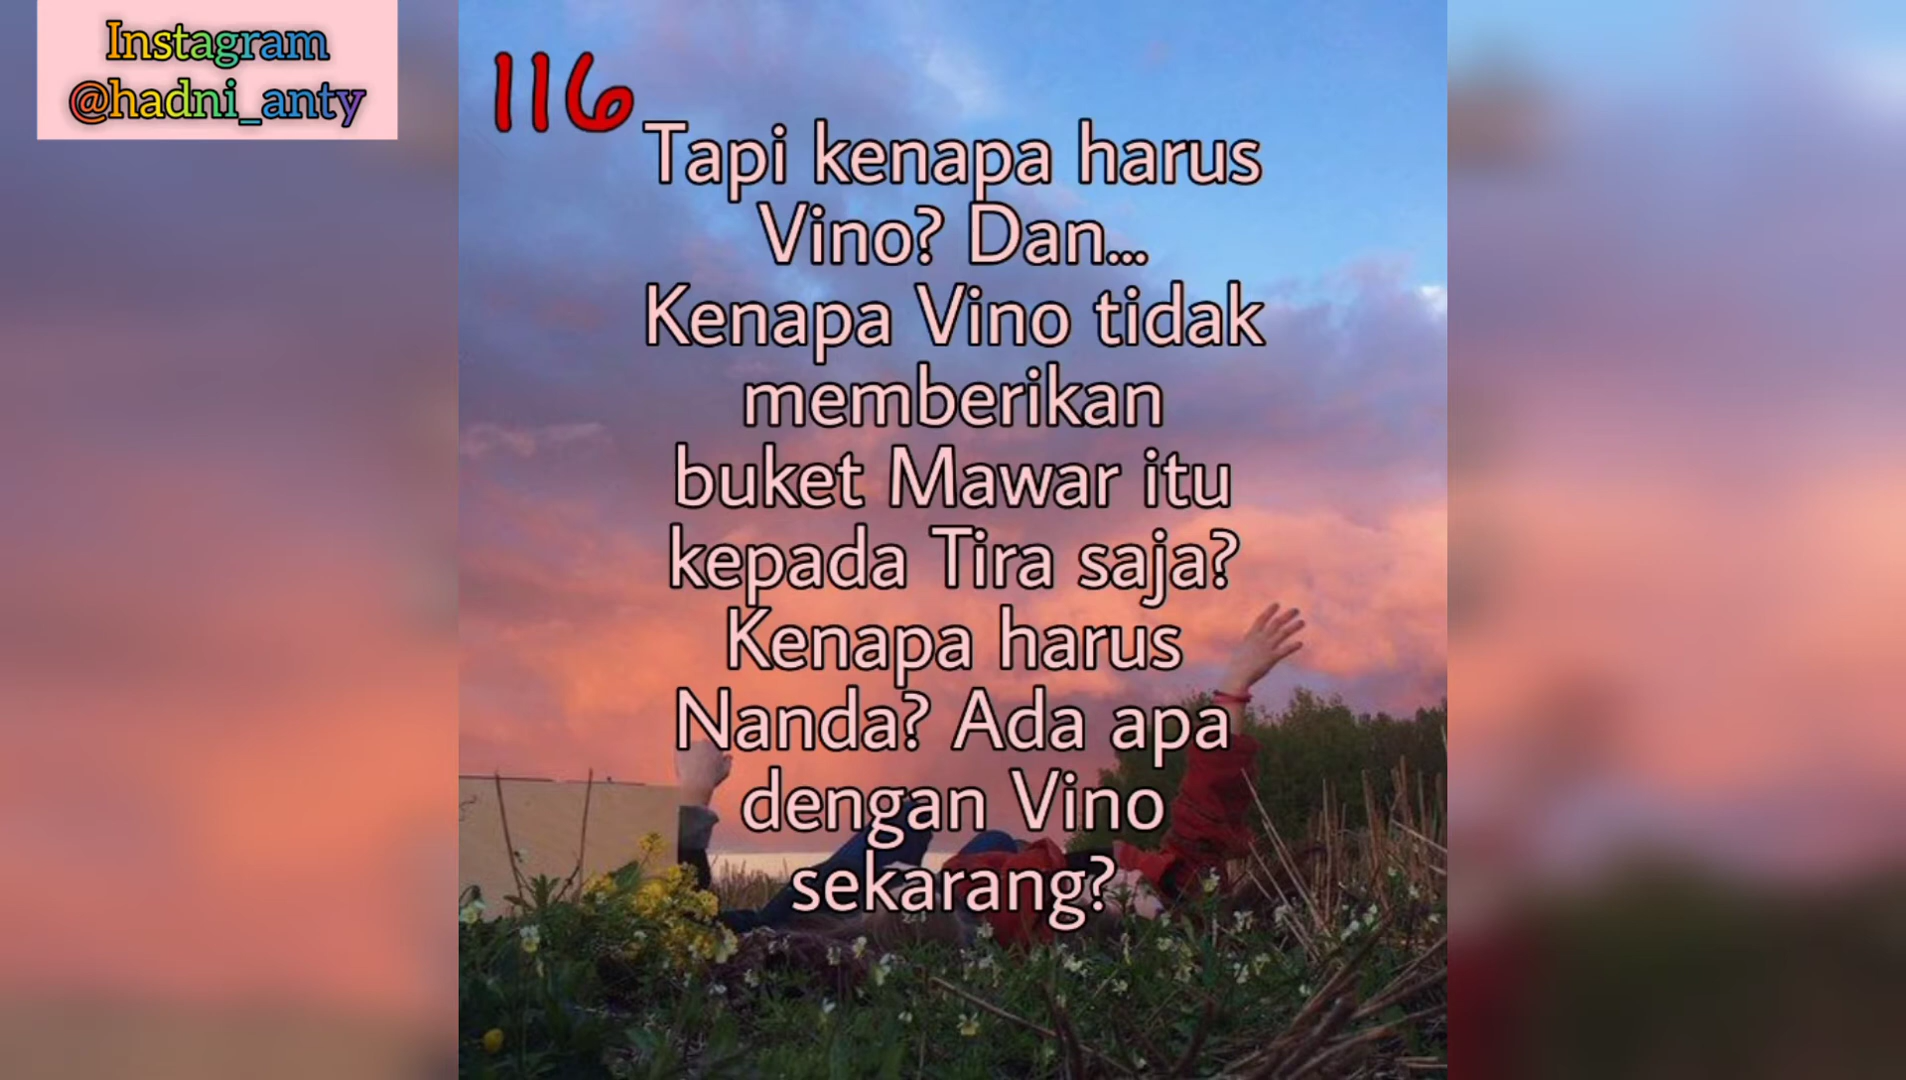 Instagram
@hadni_anty
116
Tapi kenapa harus
Vino? Dan...
Kenapa Vino tidak
memberikan
buket Mawar itu
kepada Tira saja?
Kenapa harus
Nanda? Ada apa
dengan Vino
sekarang?